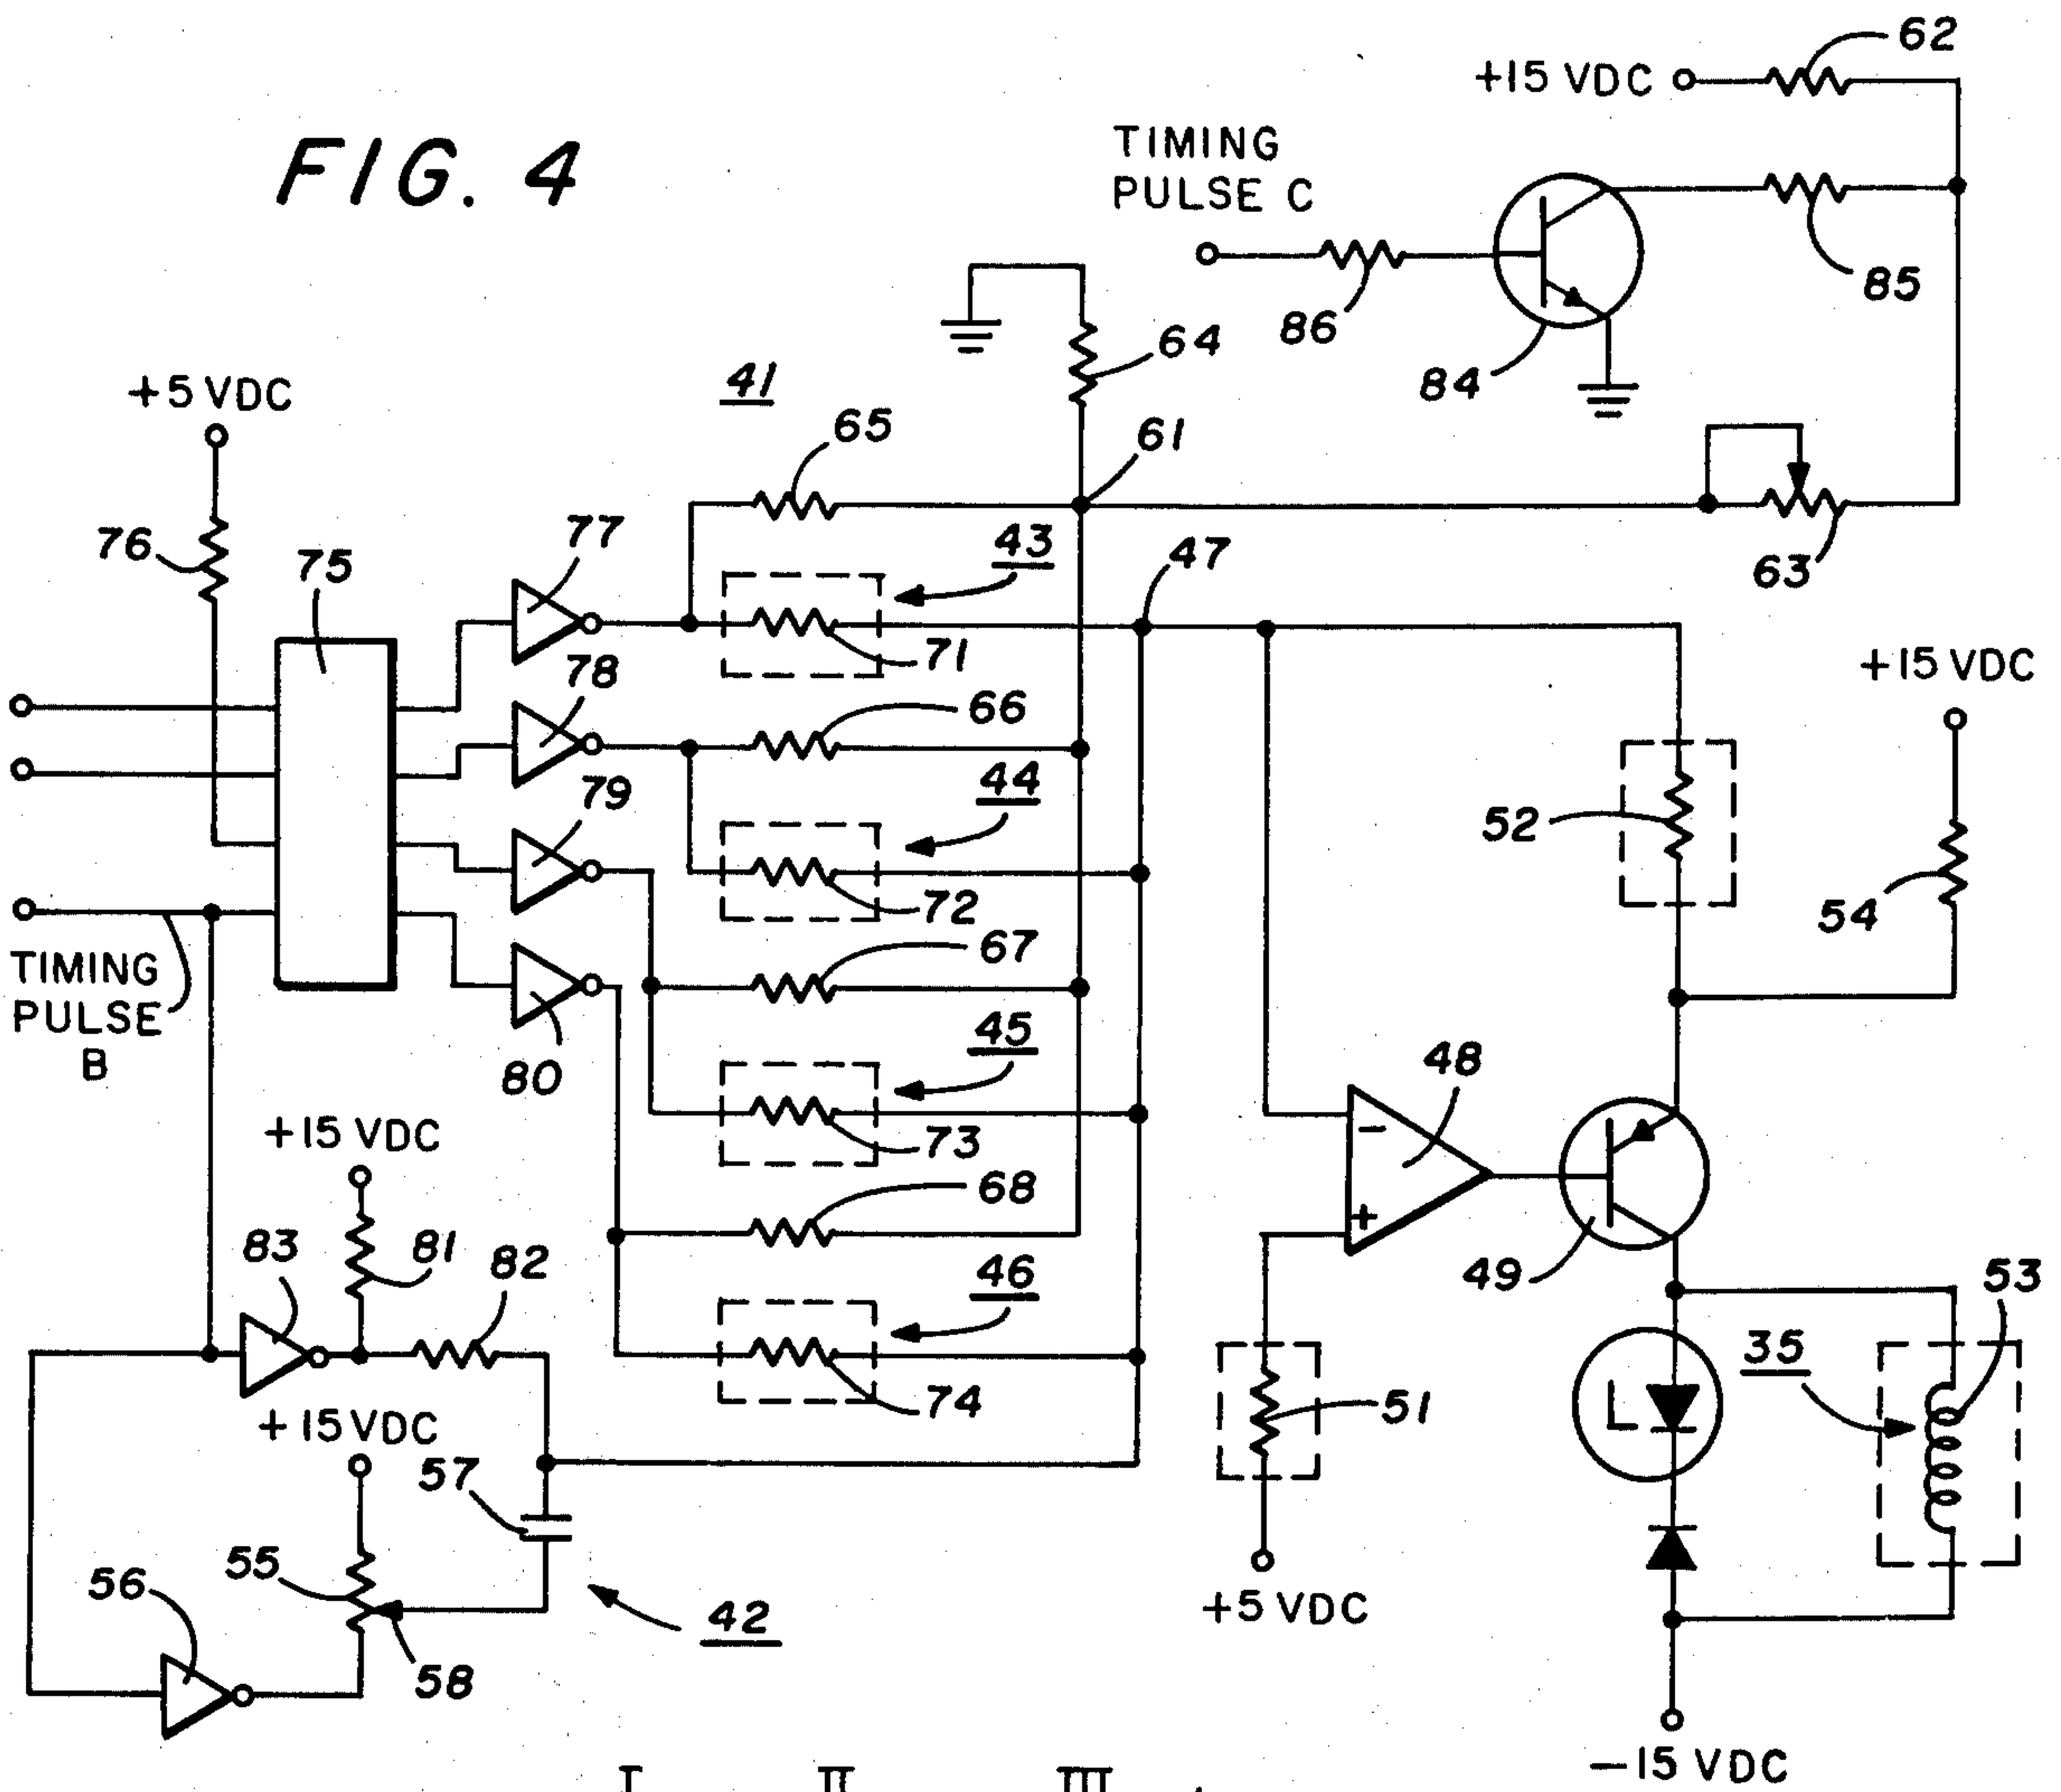 FIG. 4
62
+15 VDC
TIMING
PULSE C
85
86
84
64
41
+5 VDC
65
61
63
76
75
77
43
47
71
78
66
+15 VDC
79
44
52
72
54
67
TIMING
PULSE
B
80
45
48
73
+15 VDC
68
83
81
82
46
49
53
35
L
74
51
+15 VDC
57
55
56
42
58
+5 VDC
-15 VDC
−
+
I II III